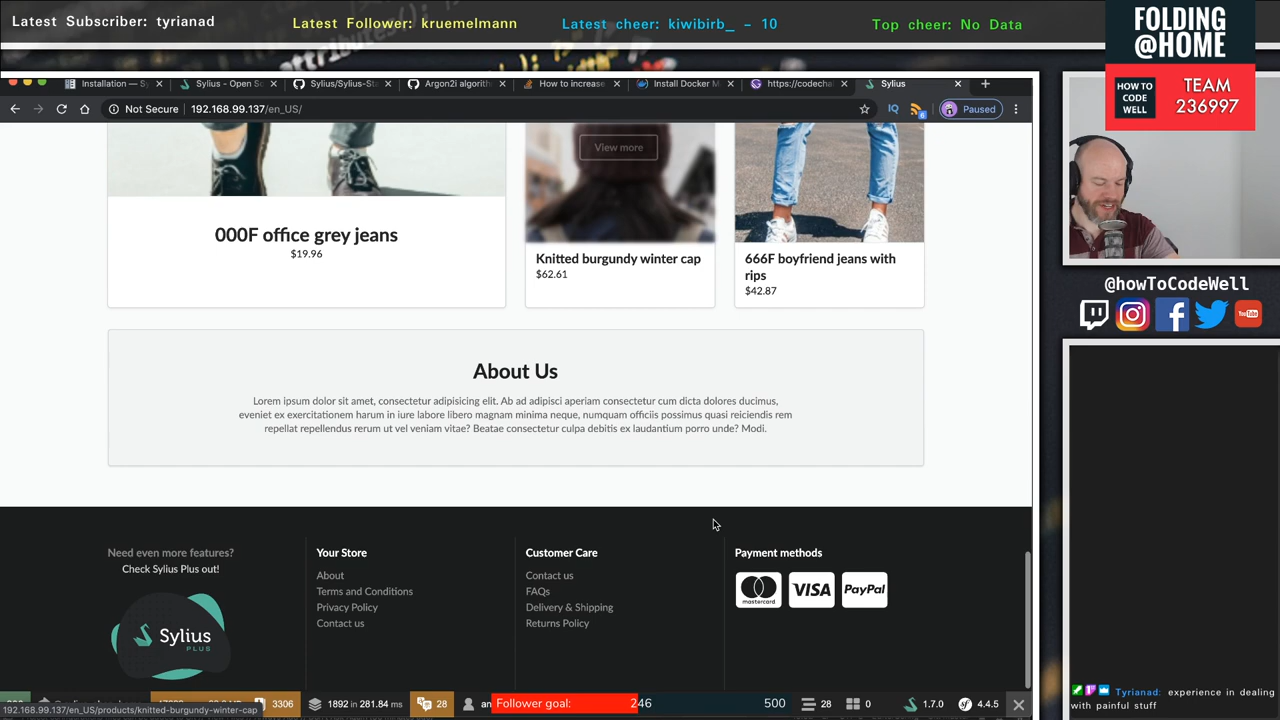 Latest Subscriber: tyrianad
Latest Follower: kruemelmann
Latest cheer: kiwibirb_ - 10
Top cheer: No Data
FOLDING
@HOME
HOW TO
CODE
WELL
TEAM
236997
Installation — Sy
Sylius - Open So
Sylius/Sylius-Sta
Argon2i algorith
How to increase
Install Docker M
https://codechal
Sylius
Not Secure
192.168.99.137/en_US/
IQ
6
Paused
View more
000F office grey jeans
$19.96
Knitted burgundy winter cap
$62.61
666F boyfriend jeans with
rips
$42.87
@howToCodeWell
About Us
Lorem ipsum dolor sit amet, consectetur adipisicing elit. Ab ad adipisci aperiam consectetur cum dicta dolores ducimus,
eveniet ex exercitationem harum in iure labore libero magnam minima neque, numquam officiis possimus quasi reiciendis rem
repellat repellendus rerum ut vel veniam vitae? Beatae consectetur culpa debitis ex laudantium porro unde? Modi.
Need even more features?
Check Sylius Plus out!
Sylius
PLUS
Your Store
About
Terms and Conditions
Privacy Policy
Contact us
Customer Care
Contact us
FAQs
Delivery & Shipping
Returns Policy
Payment methods
mastercard
VISA
PayPal
Tyrianad: experience in dealing
with painful stuff
3306
1892 in 281.84 ms
28
an
Follower goal:
246
500
28
0
1.7.0
4.4.5
192.168.99.137/en_US/products/knitted-burgundy-winter-cap